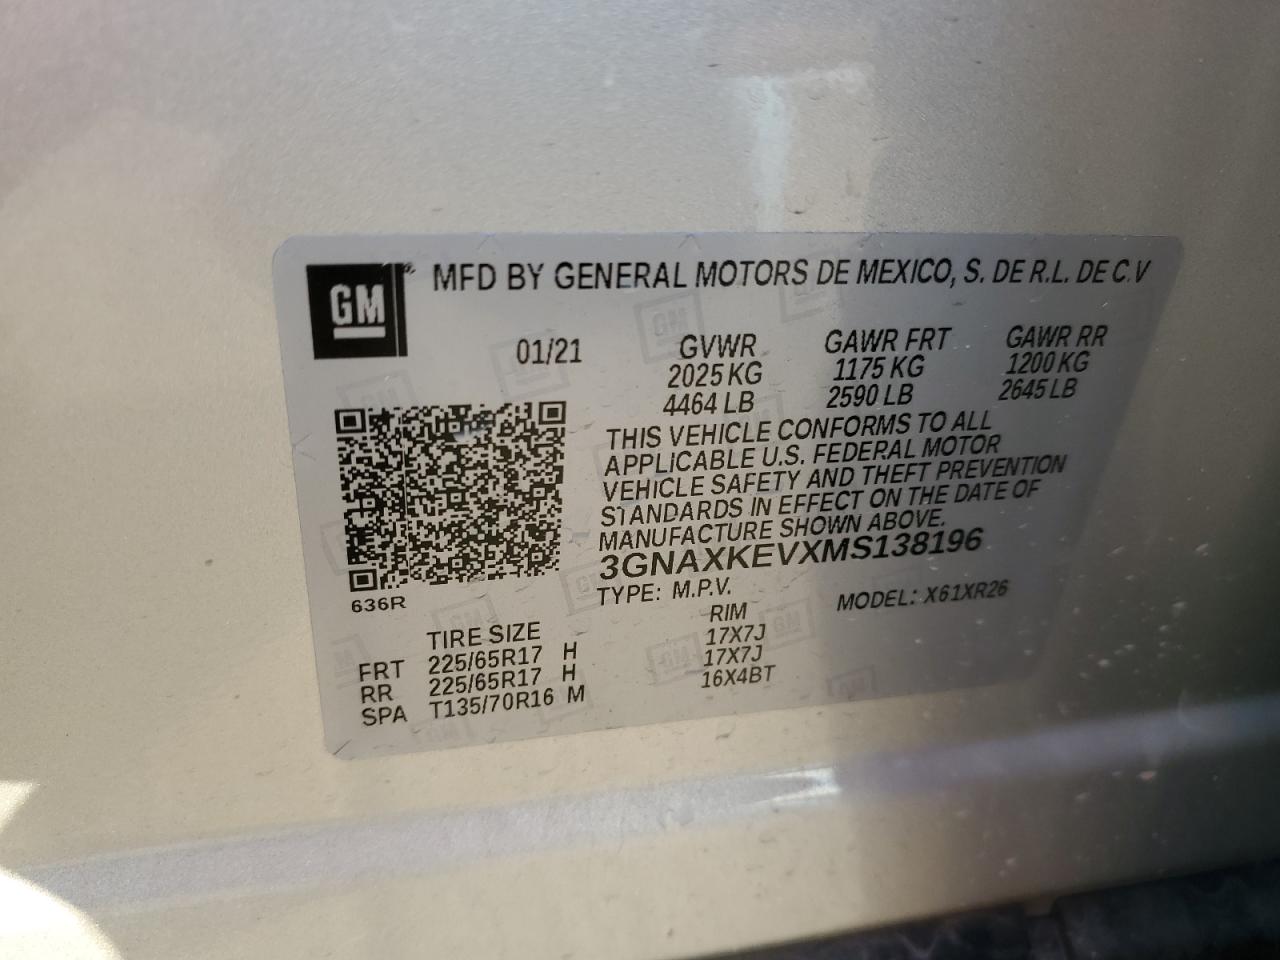 GM
MFD BY GENERAL MOTORS DE MEXICO, S. DE R.L. DE C.V
01/21
GVWR GAWR FRT GAWR RR
2025 KG 1175 KG 1200 KG
4464 LB 2590 LB 2645 LB
THIS VEHICLE CONFORMS TO ALL
APPLICABLE U.S. FEDERAL MOTOR
VEHICLE SAFETY AND THEFT PREVENTION
STANDARDS IN EFFECT ON THE DATE OF
MANUFACTURE SHOWN ABOVE.
3GNAXKEVXMS138196
TYPE: M.P.V. MODEL: X61XR26
636R
TIRE SIZE RIM
FRT 225/65R17 H 17X7J
RR 225/65R17 H 17X7J
SPA T135/70R16 M 16X4BT